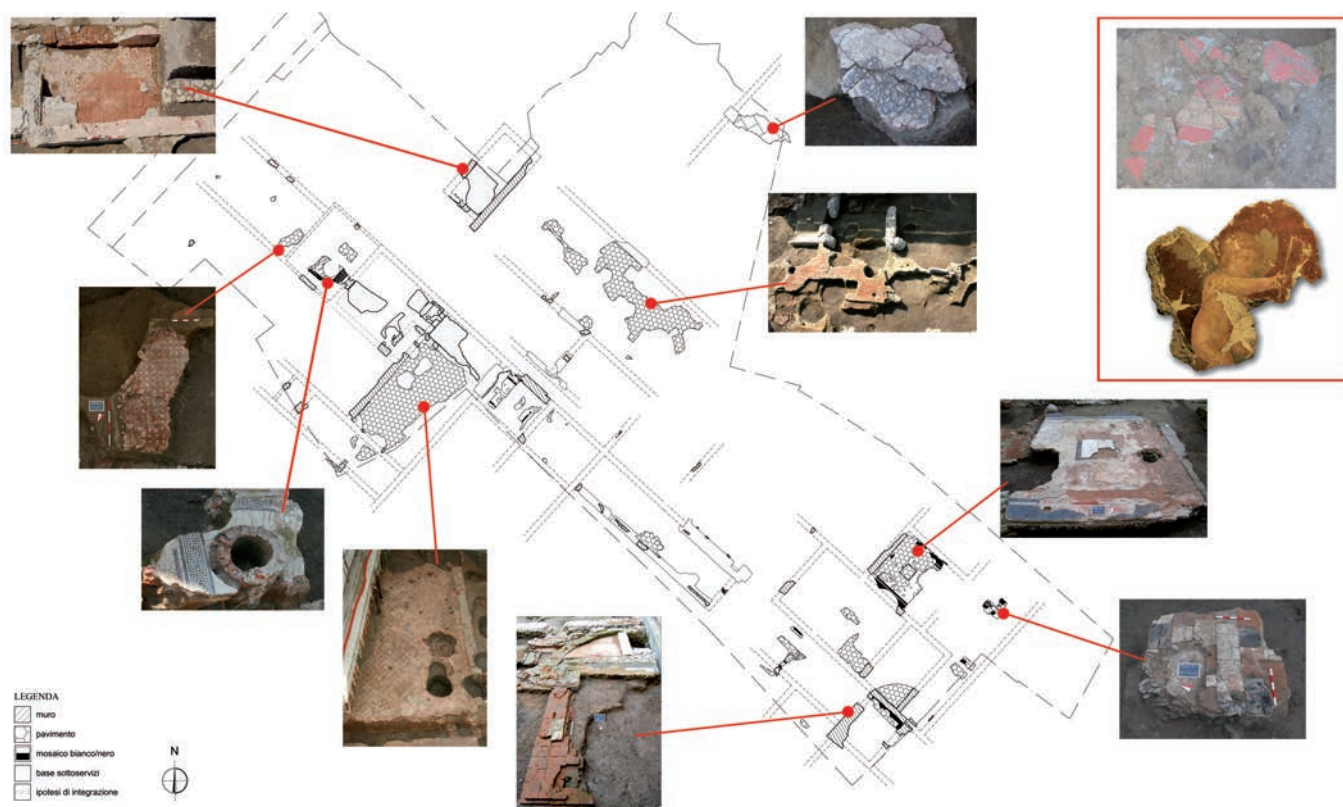 LEGENDA
muro
pavimento
mosaico bianco/nero
base sottoservizi
ipotesi di integrazione
N